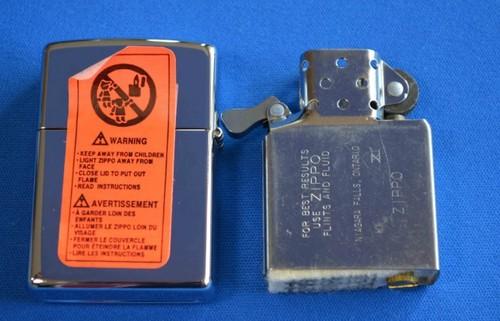 WARNING
- KEEP AWAY FROM CHILDREN
- LIGHT ZIPPO AWAY FROM
FACE
- CLOSE LID TO PUT OUT
FLAME
- READ INSTRUCTIONS
AVERTISSEMENT
- À GARDER LOIN DES
ENFANTS
- ALLUMER LE ZIPPO LOIN DU
VISAGE
- FERMER LE COUVERCLE
POUR ÉTEINDRE LA FLAMME
- LIRE LES INSTRUCTIONS
FOR BEST RESULTS
USE ZIPPO
FLINTS AND FLUID
NIAGARA FALLS, ONTARIO
XI
ZIPPO